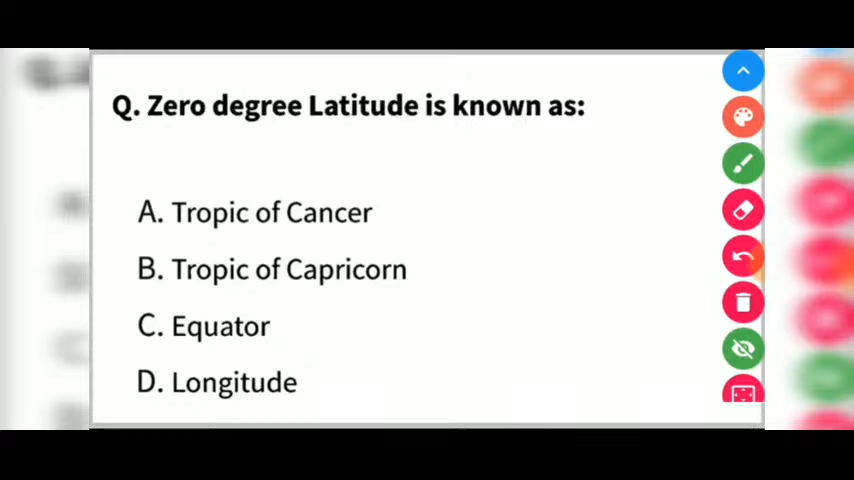 Q. Zero degree Latitude is known as:
A. Tropic of Cancer
B. Tropic of Capricorn
C. Equator
D. Longitude